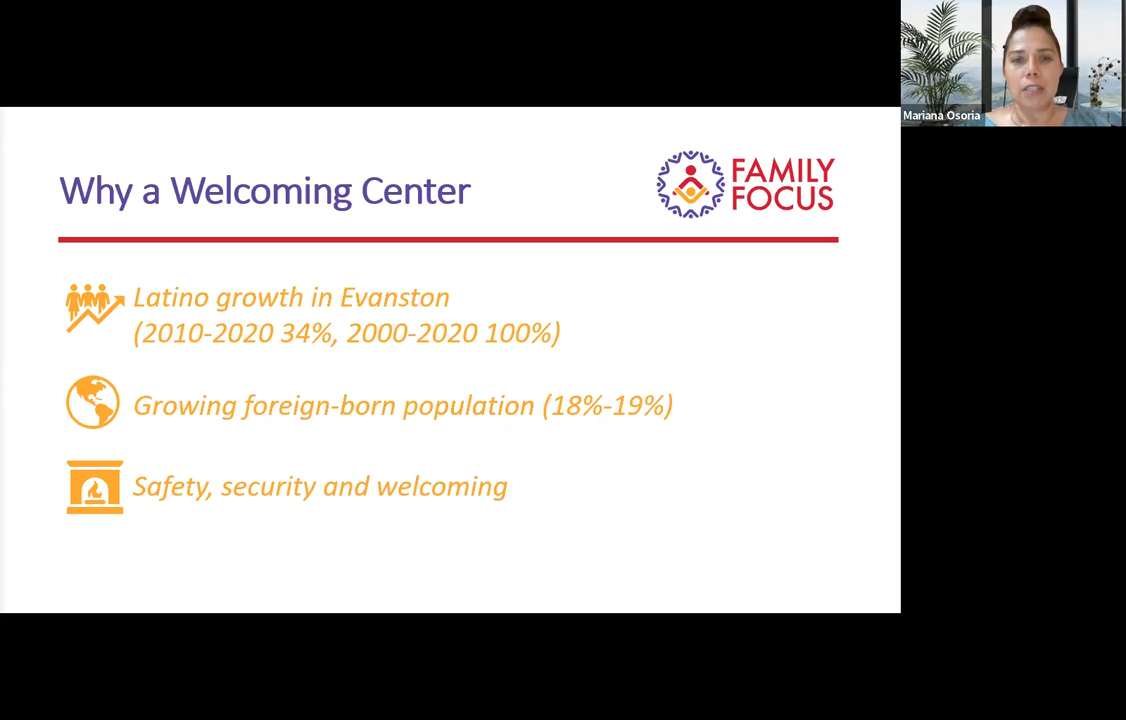 Mariana Osoria
Why a Welcoming Center
FAMILY
FOCUS
Latino growth in Evanston
(2010-2020 34%, 2000-2020 100%)
Growing foreign-born population (18%-19%)
Safety, security and welcoming